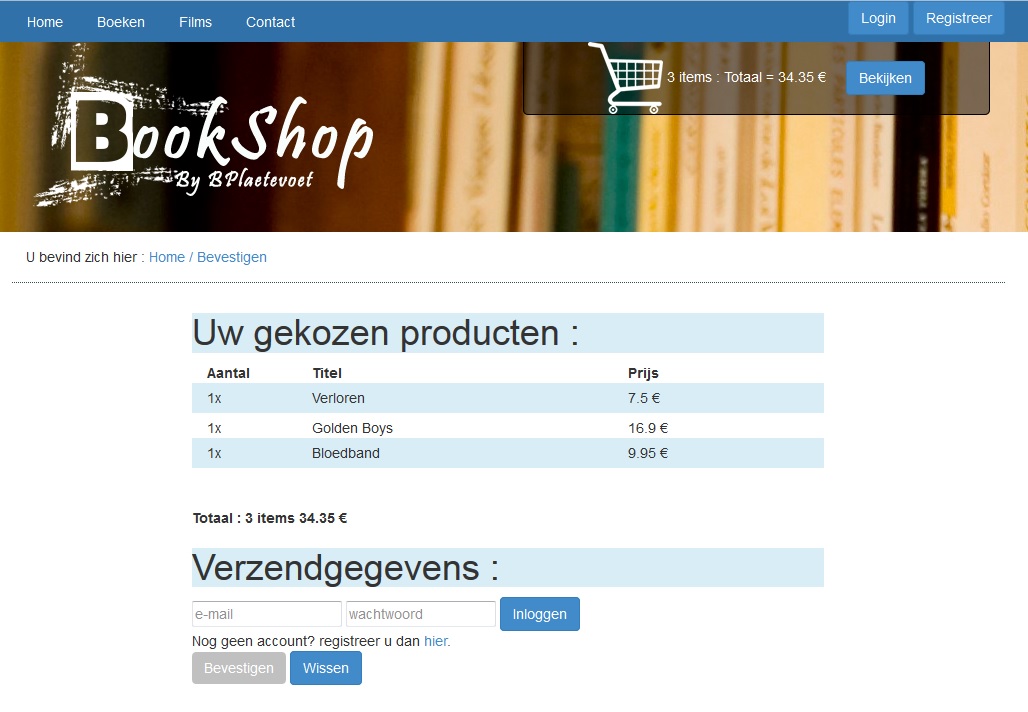 Home Boeken Films Contact Login Registreer
3 items : Totaal = 34.35 € Bekijken
BookShop
By BPlaetevoet
U bevind zich hier : Home / Bevestigen
Uw gekozen producten :
Aantal Titel Prijs
1x Verloren 7.5 €
1x Golden Boys 16.9 €
1x Bloedband 9.95 €
Totaal : 3 items 34.35 €
Verzendgegevens :
e-mail wachtwoord Inloggen
Nog geen account? registreer u dan hier.
Bevestigen Wissen